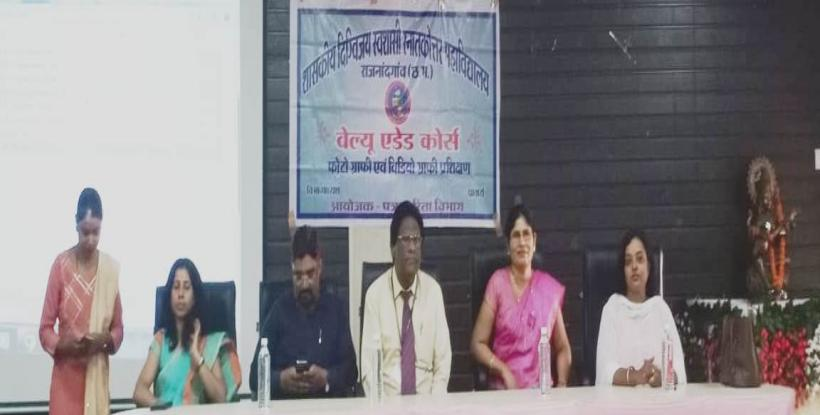 शासकीय दिग्विजय स्वशासी स्नातकोत्तर महाविद्यालय
राजनांदगांव (छ.ग.)
वेल्यू एडेड कोर्स
फोटो ग्राफी एवं विडियो ग्राफी प्रशिक्षण
प्राचार्य
आयोजक - पत्रकारिता विभाग